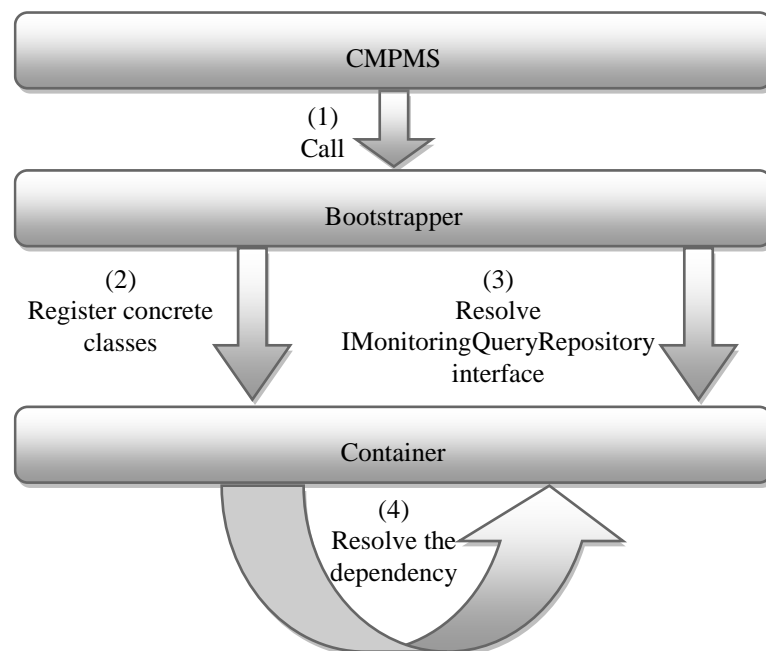 CMPMS
(1)
Call
Bootstrapper
(2)
Register concrete
classes
(3)
Resolve
IMonitoringQueryRepository
interface
Container
(4)
Resolve the
dependency